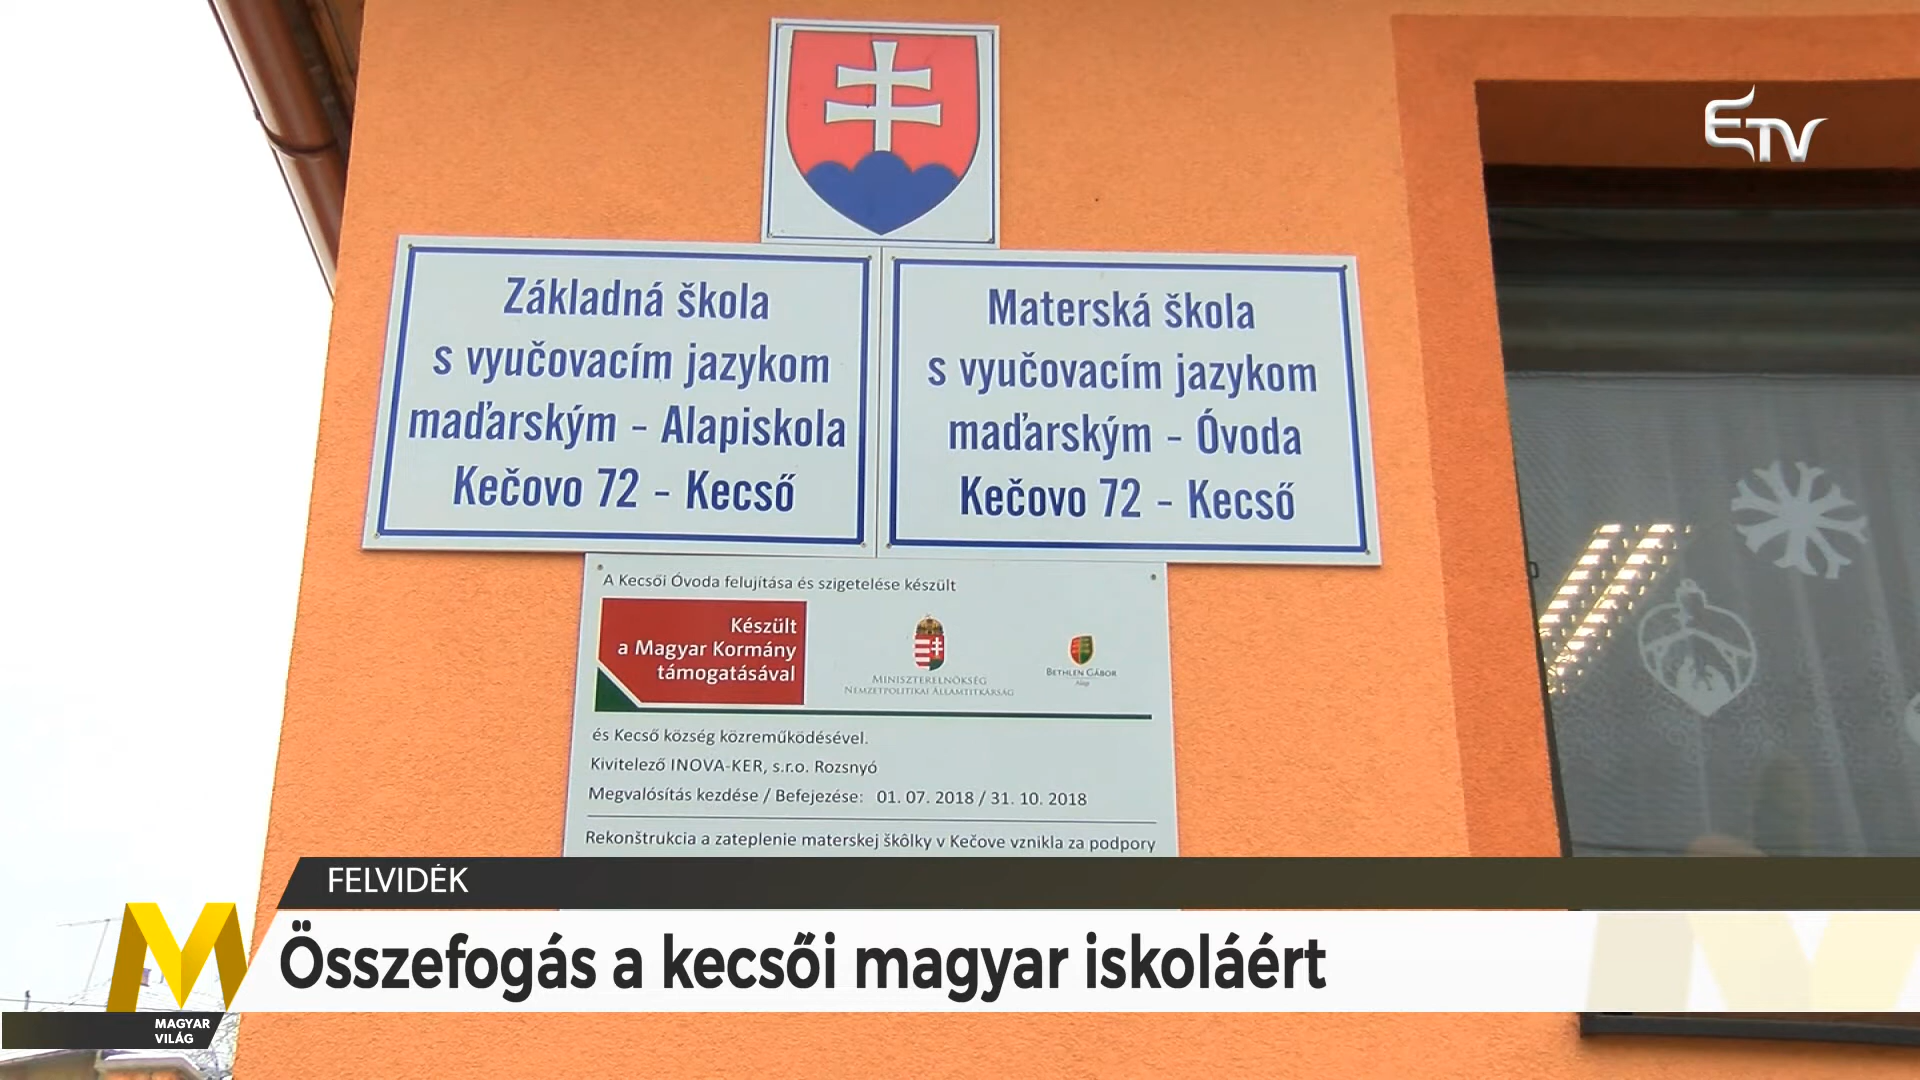 ETV
Základná škola
s vyučovacím jazykom
maďarským - Alapiskola
Kečovo 72 - Kecső
Materská škola
s vyučovacím jazykom
maďarským - Óvoda
Kečovo 72 - Kecső
A Kecsői Óvoda felujítása és szigetelése készült
Készült
a Magyar Kormány
támogatásával
MINISZTERELNÖKSÉG
NEMZETPOLITIKAI ÁLLAMTITKÁRSÁG
BETHLEN GÁBOR
Alap
és Kecső község közreműködésével.
Kivitelező INOVA-KER, s.r.o. Rozsnyó
Megvalósítás kezdése / Befejezése: 01. 07. 2018 / 31. 10. 2018
Rekonštrukcia a zateplenie materskej škôlky v Kečove vznikla za podpory
FELVIDÉK
Összefogás a kecsői magyar iskoláért
MAGYAR
VILÁG